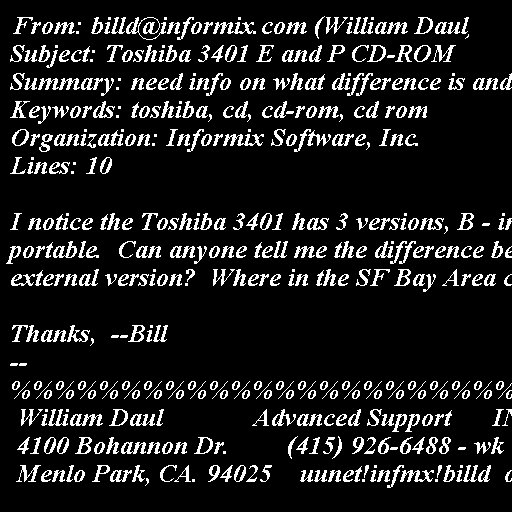 From: billd@informix.com (William Daul
Subject: Toshiba 3401 E and P CD-ROM
Summary: need info on what difference is and
Keywords: toshiba, cd, cd-rom, cd rom
Organization: Informix Software, Inc.
Lines: 10
I notice the Toshiba 3401 has 3 versions, B - in
portable.  Can anyone tell me the difference be
external version?  Where in the SF Bay Area c
Thanks,  --Bill
--
%%%%%%%%%%%%%%%%%%%%%%%
William Daul Advanced Support IN
4100 Bohannon Dr. (415) 926-6488 - wk
Menlo Park, CA. 94025 uunet!infmx!billd o